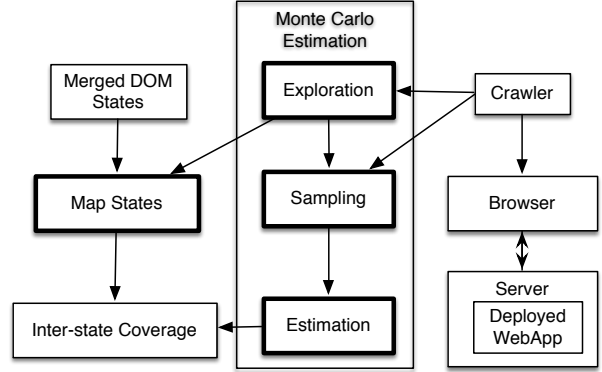 Monte Carlo
Estimation
Merged DOM
States
Exploration
Crawler
Map States
Sampling
Browser
Inter-state Coverage
Estimation
Server
Deployed
WebApp